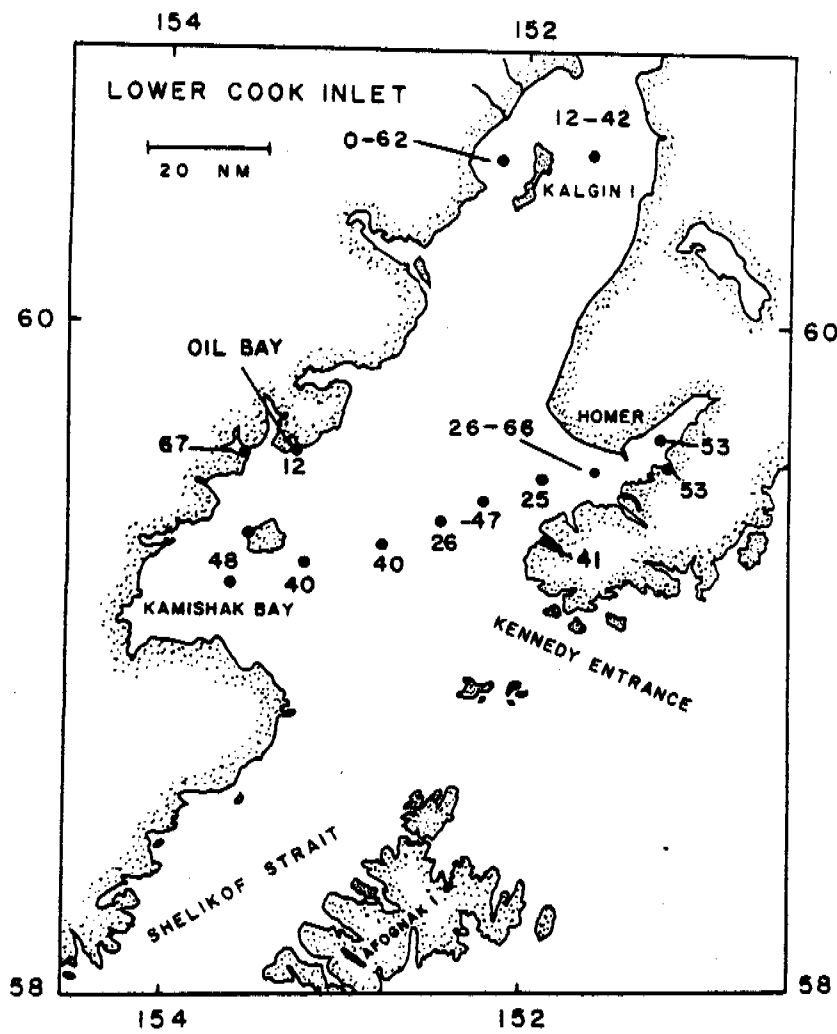 154 152
LOWER COOK INLET
12-42
0-62
20 NM
KALGIN I
60 60
OIL BAY
HOMER
26-66
67 53
12
53
25
-47
26
48 40 41
40
KAMISHAK BAY
KENNEDY ENTRANCE
SHELIKOF STRAIT
AFOGNAK I
58 58
154 152